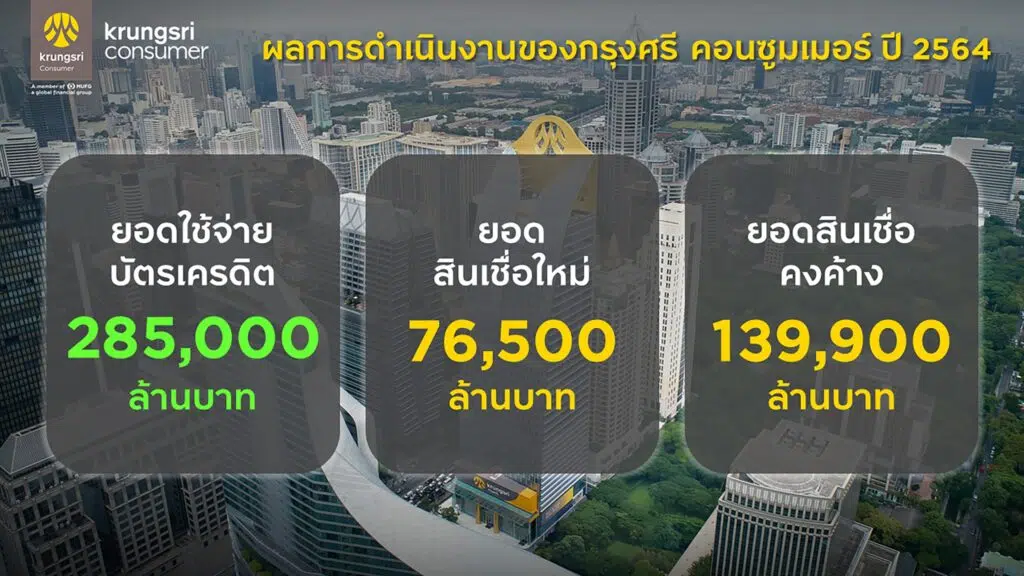 krungsri
Consumer
A member of MUFG
a global financial group
krungsri
consumer
ผลการดำเนินงานของกรุงศรี คอนซูมเมอร์ ปี 2564
ยอดใช้จ่าย
บัตรเครดิต
285,000
ล้านบาท
ยอด
สินเชื่อใหม่
76,500
ล้านบาท
ยอดสินเชื่อ
คงค้าง
139,900
ล้านบาท